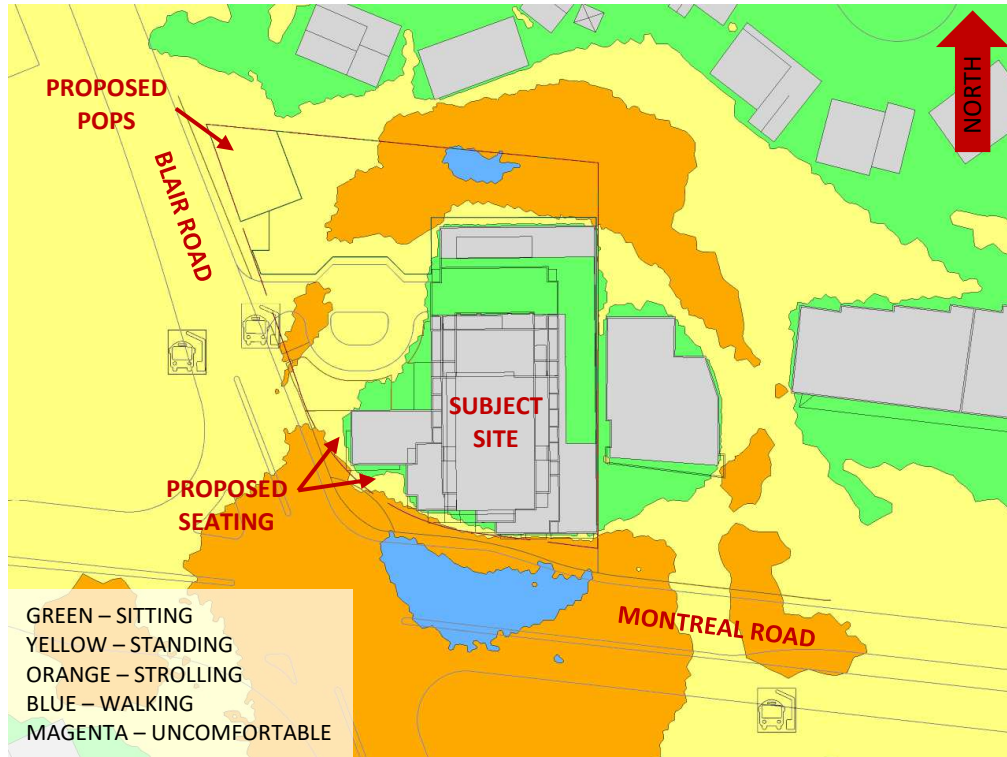 NORTH
PROPOSED
POPS
BLAIR ROAD
SUBJECT
SITE
PROPOSED
SEATING
MONTREAL ROAD
GREEN – SITTING
YELLOW – STANDING
ORANGE – STROLLING
BLUE – WALKING
MAGENTA – UNCOMFORTABLE